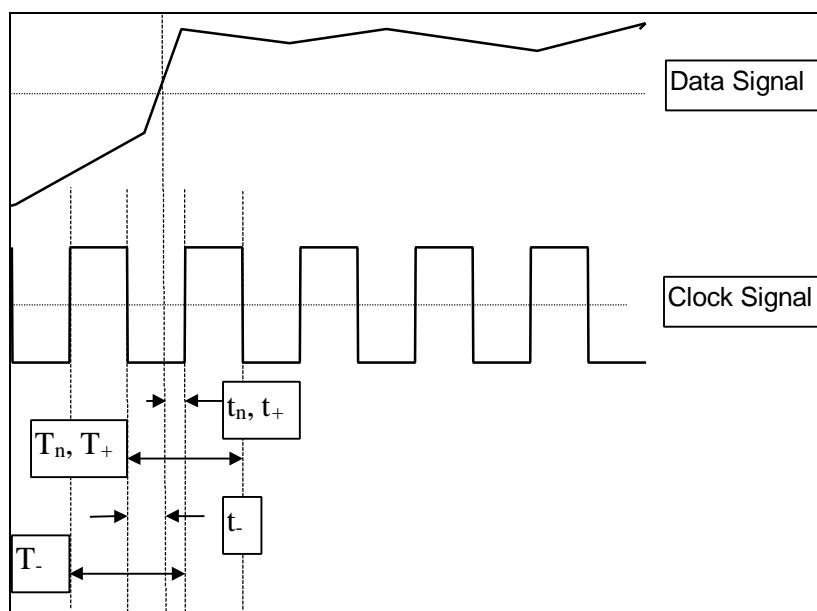 Data Signal
Clock Signal
tₙ, t₊
Tₙ, T₊
t₋
T₋